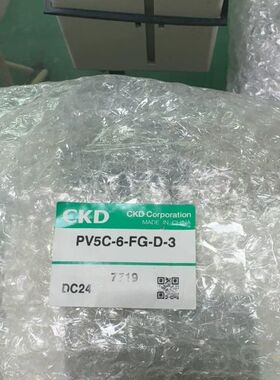 CKD CKD Corporation
MADE IN CHINA
PV5C-6-FG-D-3
7319
DC24